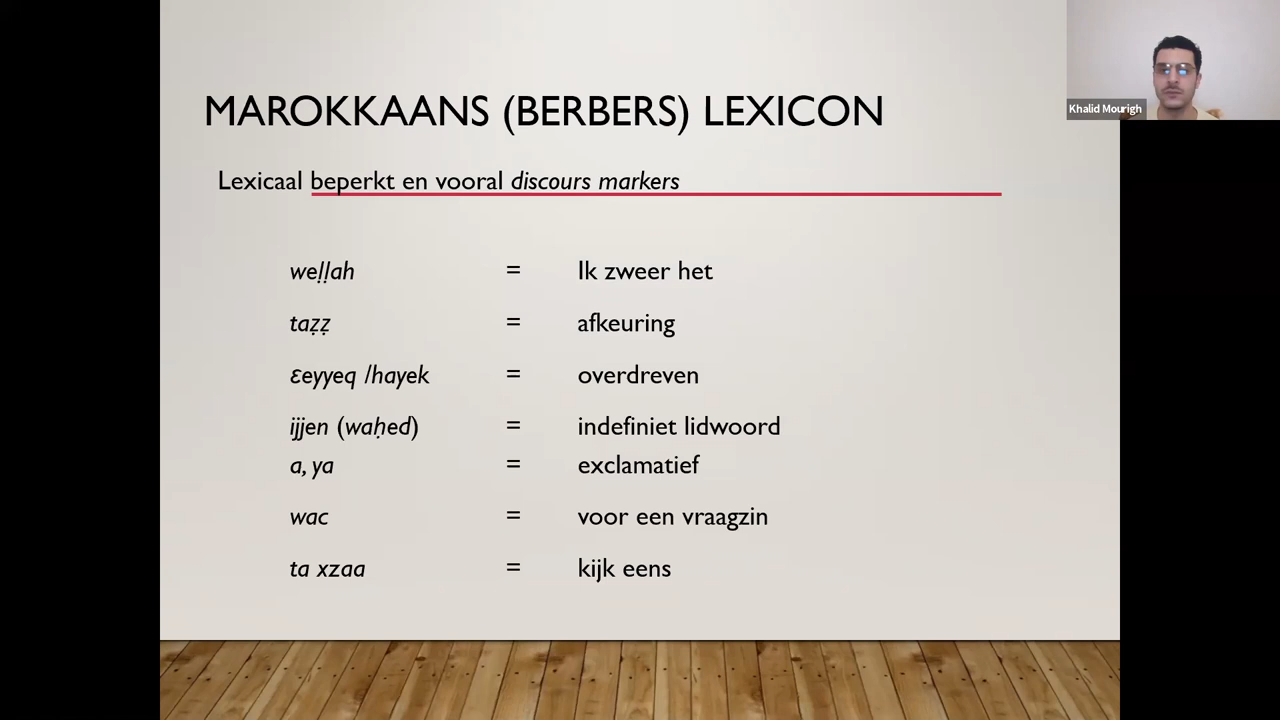 MAROKKAANS (BERBERS) LEXICON
Khalid Mourigh
Lexicaal beperkt en vooral discours markers
weḷḷah = Ik zweer het
taẓẓ = afkeuring
ɛeyyeq /hayek = overdreven
ijjen (waḥed) = indefiniet lidwoord
a, ya = exclamatief
wac = voor een vraagzin
ta xzaa = kijk eens